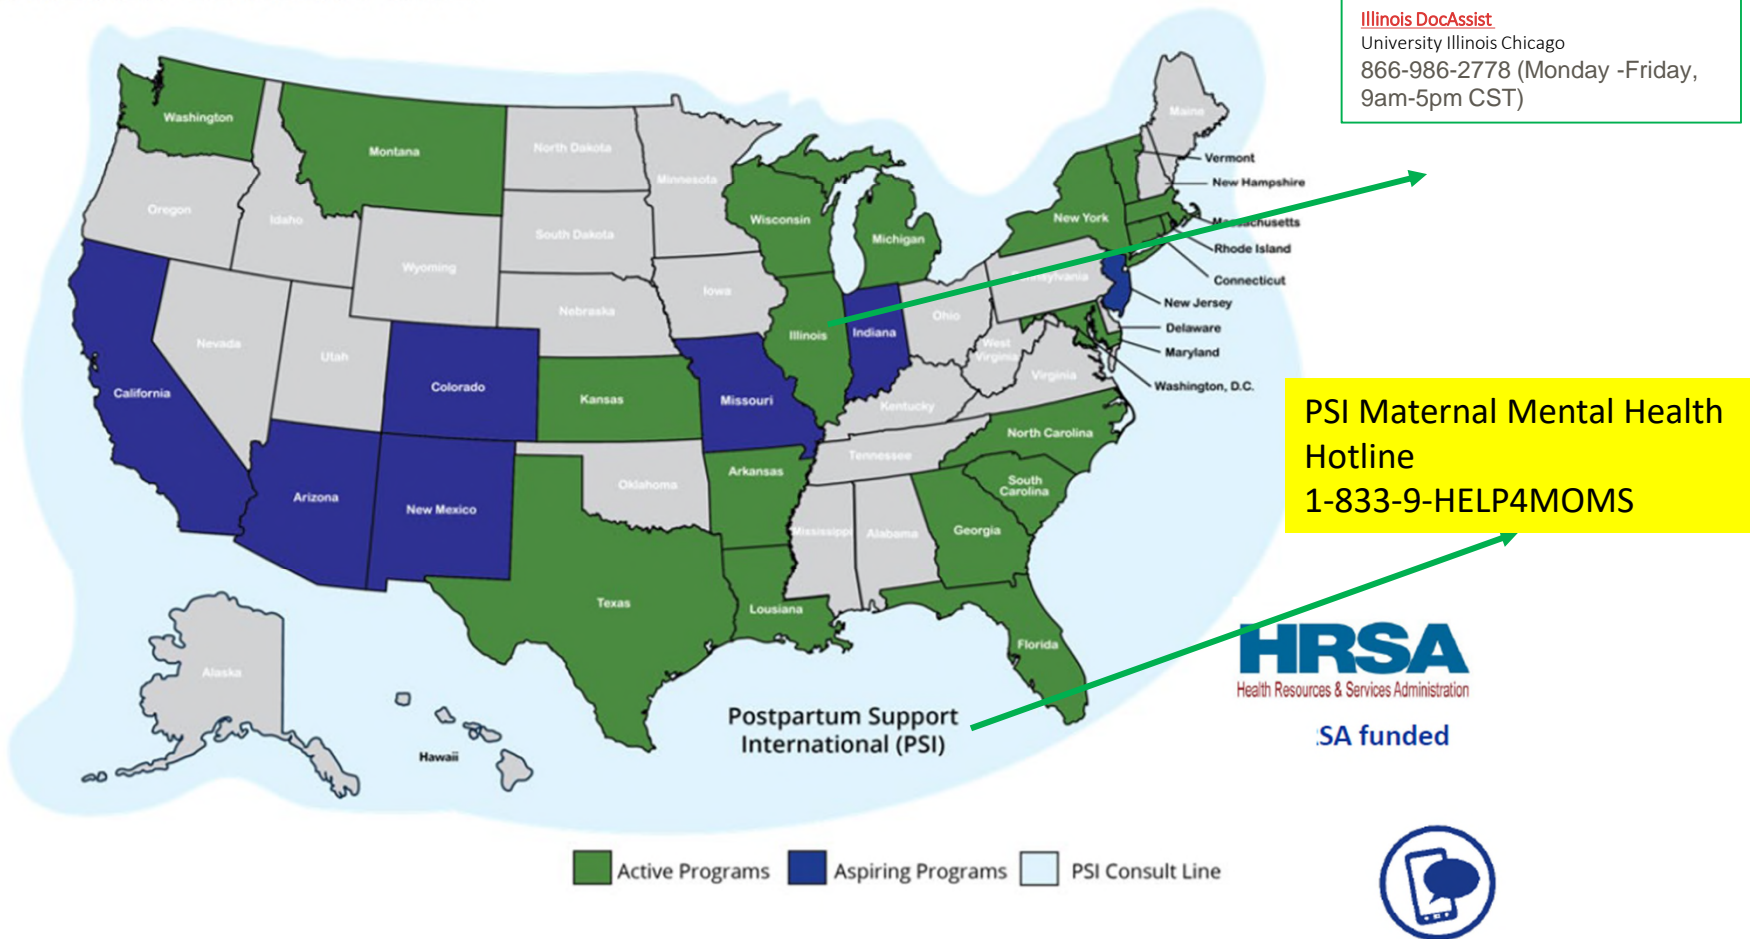 Illinois DocAssist
University Illinois Chicago
866-986-2778 (Monday -Friday,
9am-5pm CST)
Washington
Montana
North Dakota
Minnesota
Maine
Vermont
New Hampshire
Oregon
Idaho
South Dakota
Wisconsin
Michigan
New York
Massachusetts
Rhode Island
Wyoming
Iowa
Pennsylvania
Connecticut
Nebraska
New Jersey
Nevada
Utah
Illinois
Indiana
Ohio
Delaware
West
Virginia
Maryland
Virginia
Washington, D.C.
California
Colorado
Kansas
Missouri
Kentucky
PSI Maternal Mental Health
Hotline
1-833-9-HELP4MOMS
North Carolina
Tennessee
Arkansas
South
Carolina
Oklahoma
Arizona
New Mexico
Mississippi
Alabama
Georgia
Texas
Lousiana
Florida
HRSA
Health Resources & Services Administration
SA funded
Alaska
Hawaii
Postpartum Support
International (PSI)
Active Programs
Aspiring Programs
PSI Consult Line